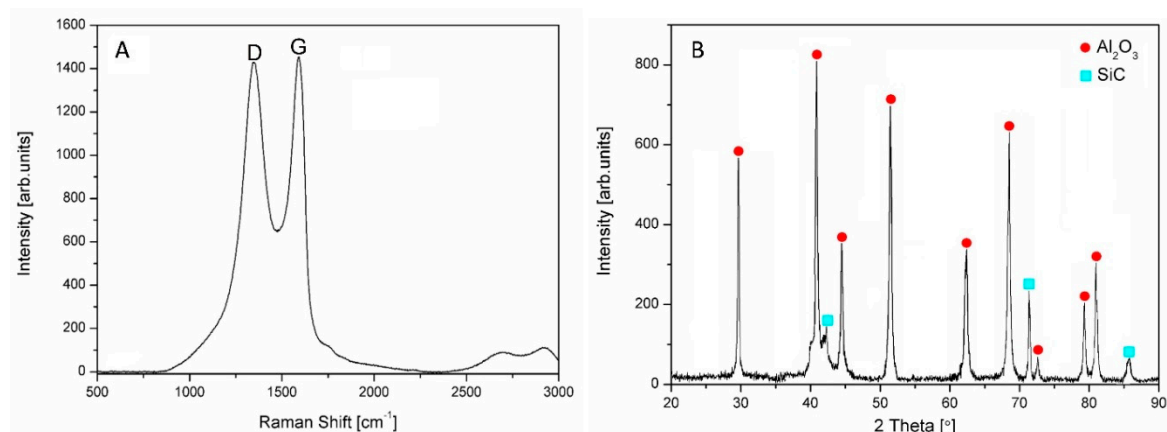 A
D
G
1600
1400
1200
1000
800
600
400
200
0
Intensity [arb.units]
500
1000
1500
2000
2500
3000
Raman Shift [cm⁻¹]
B
Al₂O₃
SiC
800
600
400
200
0
Intensity [arb.units]
20
30
40
50
60
70
80
90
2 Theta [°]